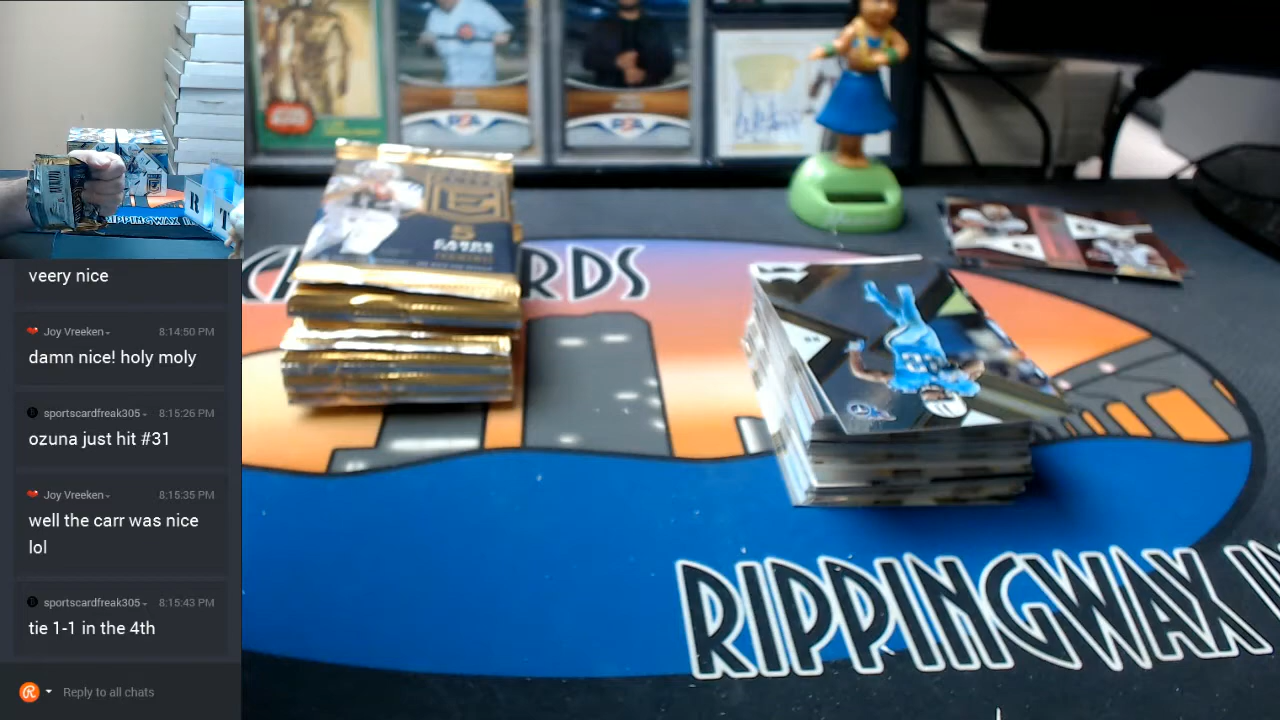 veery nice
Joy Vreeken 8:14:50 PM
damn nice! holy moly
sportscardfreak305 8:15:26 PM
ozuna just hit #31
Joy Vreeken 8:15:35 PM
well the carr was nice
lol
sportscardfreak305 8:15:43 PM
tie 1-1 in the 4th
Reply to all chats
RIPPINGWAX
E
5
CARDS
RDS
RIPPINGWAX